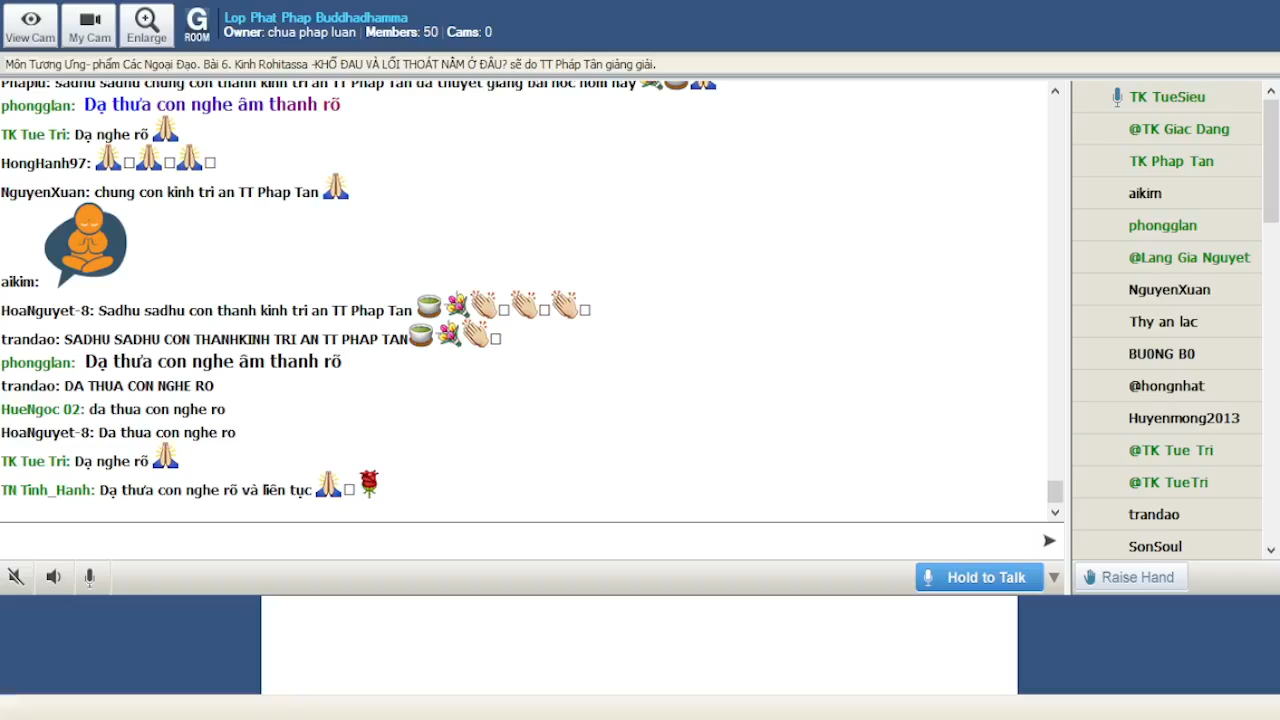 View Cam
My Cam
Enlarge
G
ROOM
Lop Phat Phap Buddhadhamma
Owner: chua phap luan | Members: 50 | Cams: 0
Môn Tương Ưng- phẩm Các Ngoại Đạo. Bài 6. Kinh Rohitassa -KHỔ ĐAU VÀ LỐI THOÁT NẰM Ở ĐÂU? sẽ do TT Pháp Tân giảng giải.
phongglan: Dạ thưa con nghe âm thanh rõ
TK Tue Tri: Dạ nghe rõ
HongHanh97:
NguyenXuan: chung con kinh tri an TT Phap Tan
aikim:
HoaNguyet-8: Sadhu sadhu con thanh kinh tri an TT Phap Tan
trandao: SADHU SADHU CON THANHKINH TRI AN TT PHAP TAN
phongglan: Dạ thưa con nghe âm thanh rõ
trandao: DA THUA CON NGHE RO
HueNgoc 02: da thua con nghe ro
HoaNguyet-8: Da thua con nghe ro
TK Tue Tri: Dạ nghe rõ
TN Tinh_Hanh: Dạ thưa con nghe rõ và liên tục
Hold to Talk
TK TueSieu
@TK Giac Dang
TK Phap Tan
aikim
phongglan
@Lang Gia Nguyet
NguyenXuan
Thy an lac
BU0NG B0
@hongnhat
Huyenmong2013
@TK Tue Tri
@TK TueTri
trandao
SonSoul
Raise Hand